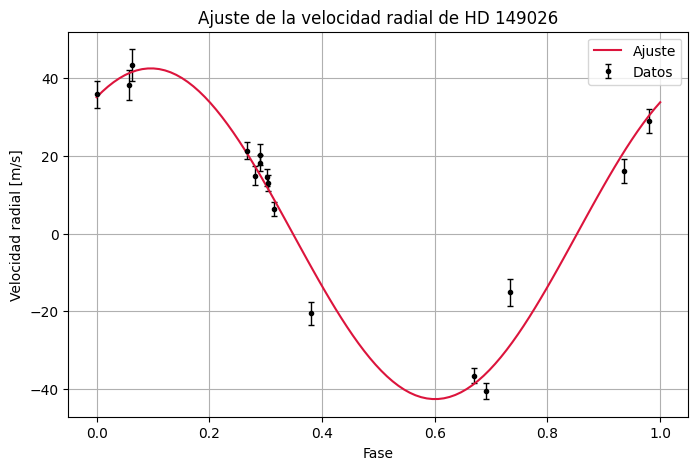 Ajuste de la velocidad radial de HD 149026
Ajuste
Datos
Velocidad radial [m/s]
40
20
0
−20
−40
0.0 0.2 0.4 0.6 0.8 1.0
Fase